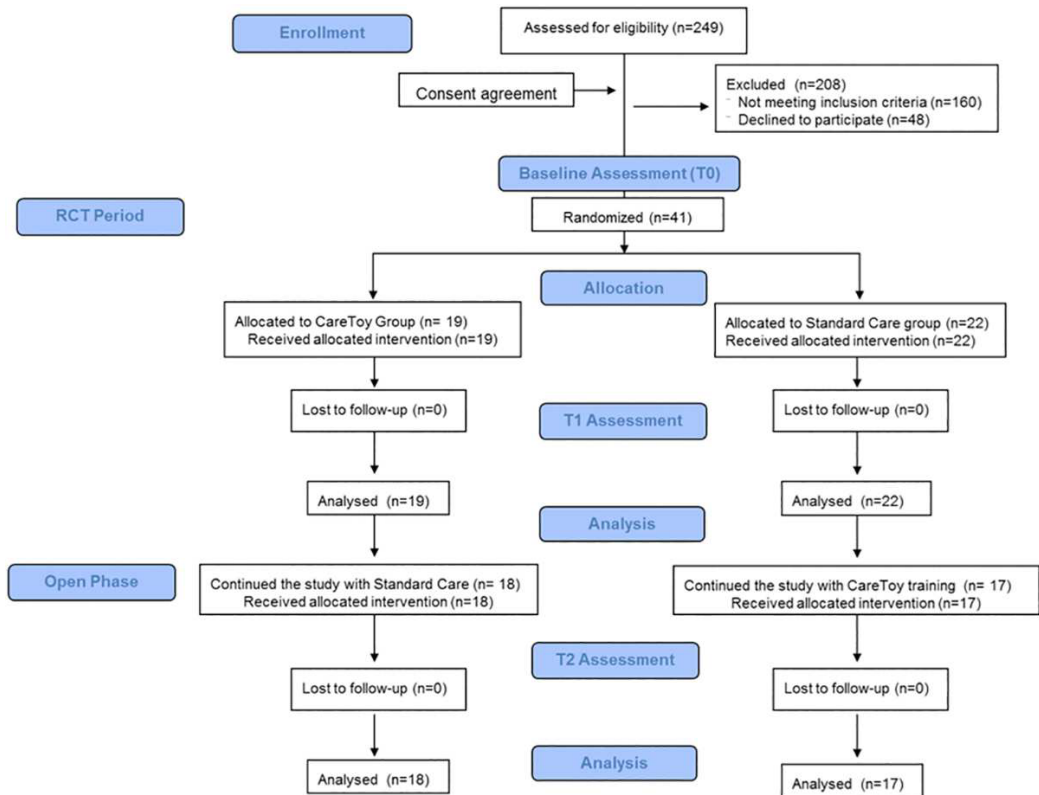 Enrollment
Assessed for eligibility (n=249)
Consent agreement
Excluded (n=208)
¨ Not meeting inclusion criteria (n=160)
¨ Declined to participate (n=48)
Baseline Assessment (T0)
RCT Period
Randomized (n=41)
Allocation
Allocated to CareToy Group (n= 19)
Received allocated intervention (n=19)
Allocated to Standard Care group (n=22)
Received allocated intervention (n=22)
Lost to follow-up (n=0)
T1 Assessment
Lost to follow-up (n=0)
Analysed (n=19)
Analysed (n=22)
Analysis
Open Phase
Continued the study with Standard Care (n= 18)
Received allocated intervention (n=18)
Continued the study with CareToy training (n= 17)
Received allocated intervention (n=17)
T2 Assessment
Lost to follow-up (n=0)
Lost to follow-up (n=0)
Analysed (n=18)
Analysis
Analysed (n=17)